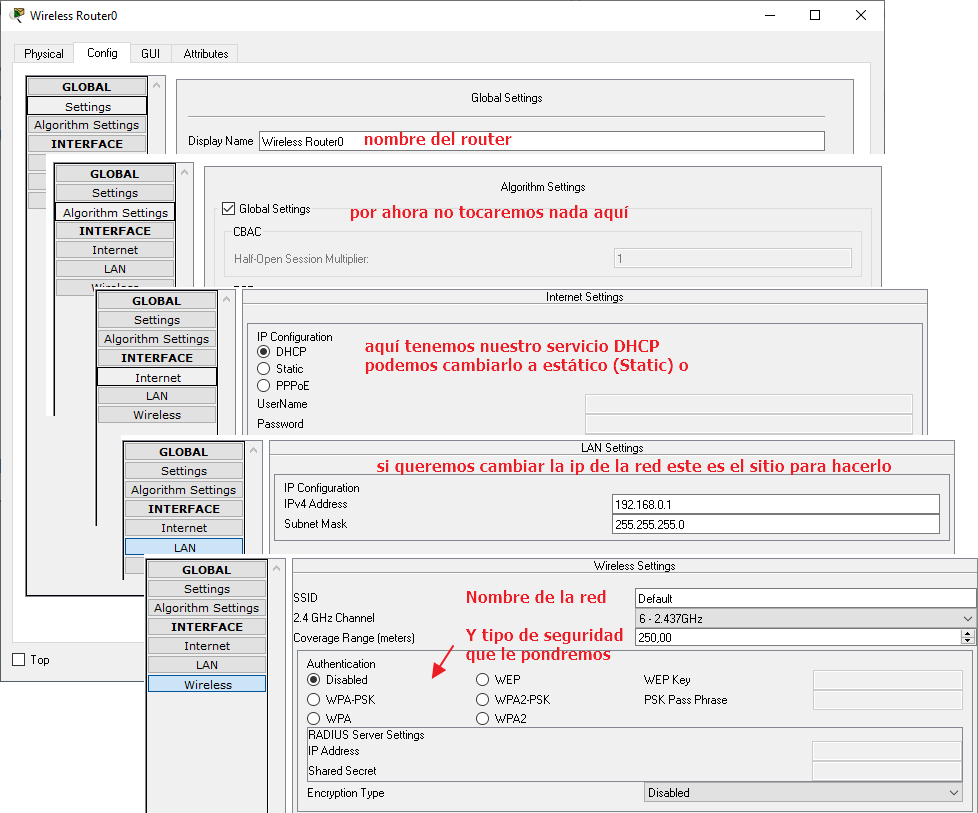 Wireless Router0
Physical Config GUI Attributes
GLOBAL
Settings
Algorithm Settings
INTERFACE
Global Settings
Display Name Wireless Router0 nombre del router
GLOBAL
Settings
Algorithm Settings
INTERFACE
Internet
LAN
Wireless
Algorithm Settings
Global Settings
por ahora no tocaremos nada aquí
CBAC
Half-Open Session Multiplier: 1
GLOBAL
Settings
Algorithm Settings
INTERFACE
Internet
LAN
Wireless
Internet Settings
IP Configuration
DHCP
Static
PPPoE
UserName
Password
aquí tenemos nuestro servicio DHCP
podemos cambiarlo a estático (Static) o
GLOBAL
Settings
Algorithm Settings
INTERFACE
Internet
LAN
LAN Settings
si queremos cambiar la ip de la red este es el sitio para hacerlo
IP Configuration
IPv4 Address 192.168.0.1
Subnet Mask 255.255.255.0
GLOBAL
Settings
Algorithm Settings
INTERFACE
Internet
LAN
Wireless
Wireless Settings
SSID Nombre de la red Default
2.4 GHz Channel 6 - 2.437GHz
Coverage Range (meters) 250,00
Y tipo de seguridad
que le pondremos
Authentication
Disabled WEP WEP Key
WPA-PSK WPA2-PSK PSK Pass Phrase
WPA WPA2
RADIUS Server Settings
IP Address
Shared Secret
Encryption Type Disabled
Top